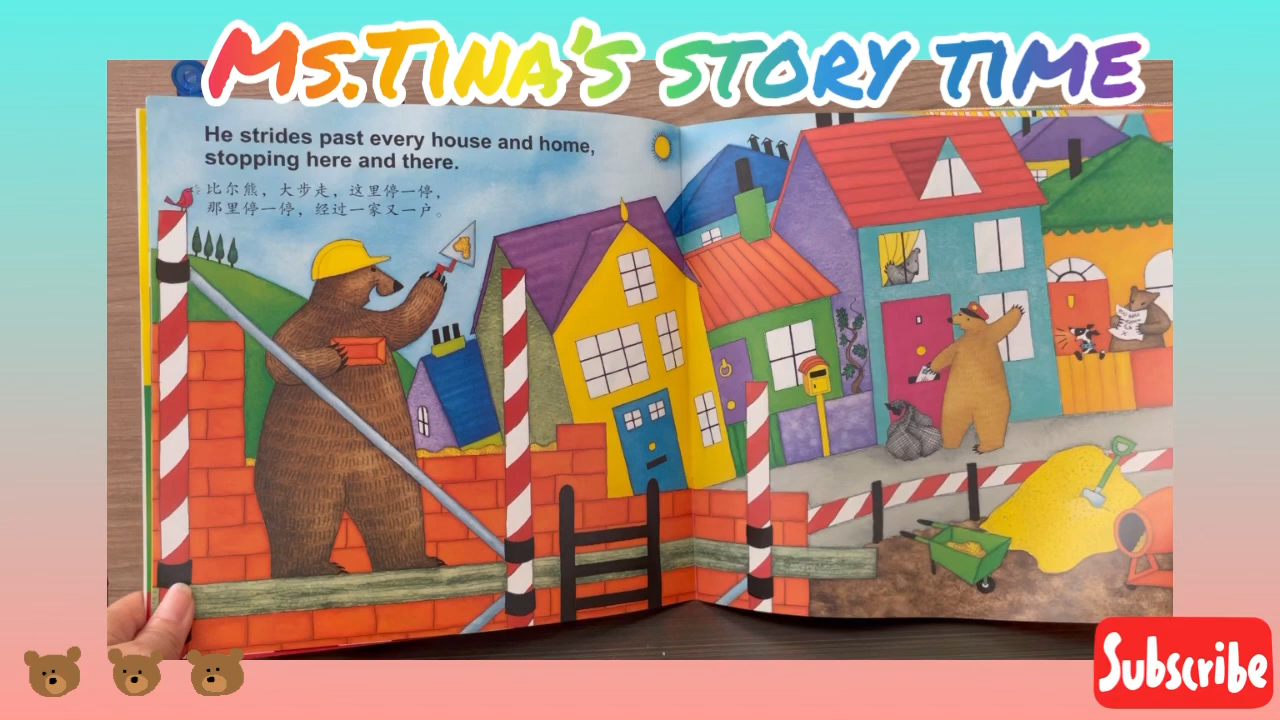 Ms.Tina's story time
He strides past every house and home,
stopping here and there.
比尔熊，大步走，这里停一停，
那里停一停，经过一家又一户。
Subscribe